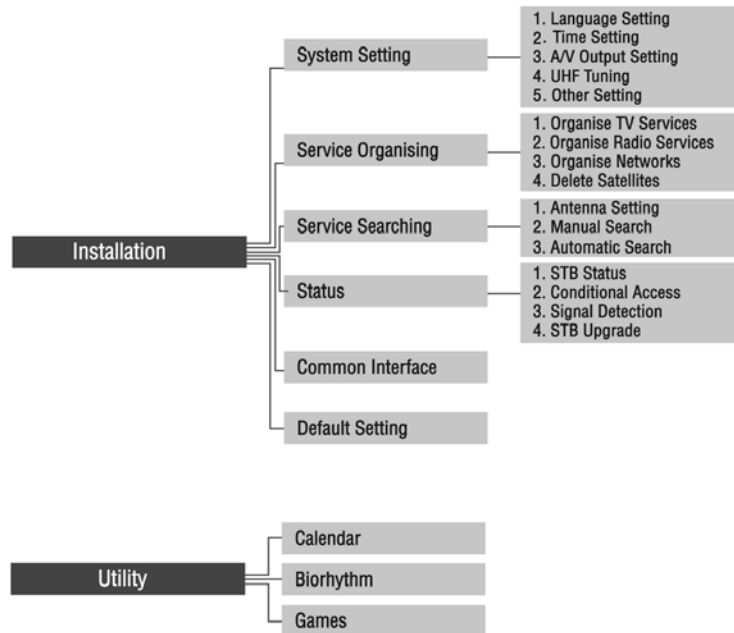 Installation
System Setting
1. Language Setting
2. Time Setting
3. A/V Output Setting
4. UHF Tuning
5. Other Setting
Service Organising
1. Organise TV Services
2. Organise Radio Services
3. Organise Networks
4. Delete Satellites
Service Searching
1. Antenna Setting
2. Manual Search
3. Automatic Search
Status
1. STB Status
2. Conditional Access
3. Signal Detection
4. STB Upgrade
Common Interface
Default Setting
Utility
Calendar
Biorhythm
Games